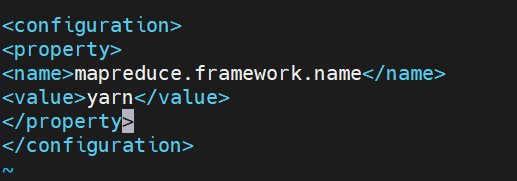 <configuration>
<property>
<name>mapreduce.framework.name</name>
<value>yarn</value>
</property>
</configuration>
~